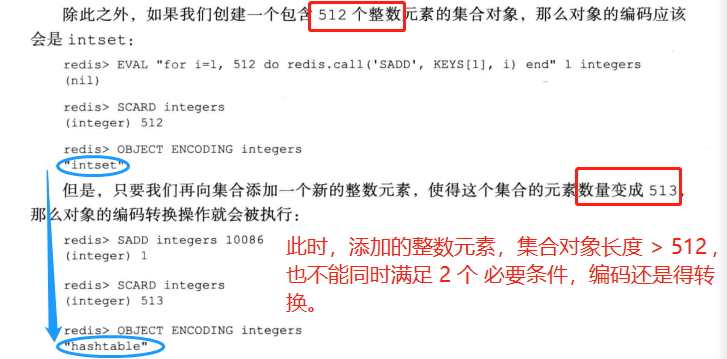 除此之外，如果我们创建一个包含 512 个整数元素的集合对象，那么对象的编码应该
会是 intset：
redis> EVAL "for i=1, 512 do redis.call('SADD', KEYS[1], i) end" 1 integers
(nil)
redis> SCARD integers
(integer) 512
redis> OBJECT ENCODING integers
"intset"
但是，只要我们再向集合添加一个新的整数元素，使得这个集合的元素数量变成 513，
那么对象的编码转换操作就会被执行：
redis> SADD integers 10086
(integer) 1
redis> SCARD integers
(integer) 513
redis> OBJECT ENCODING integers
"hashtable"
此时，添加的整数元素，集合对象长度 > 512 ，
也不能同时满足 2 个 必要条件，编码还是得转
换。